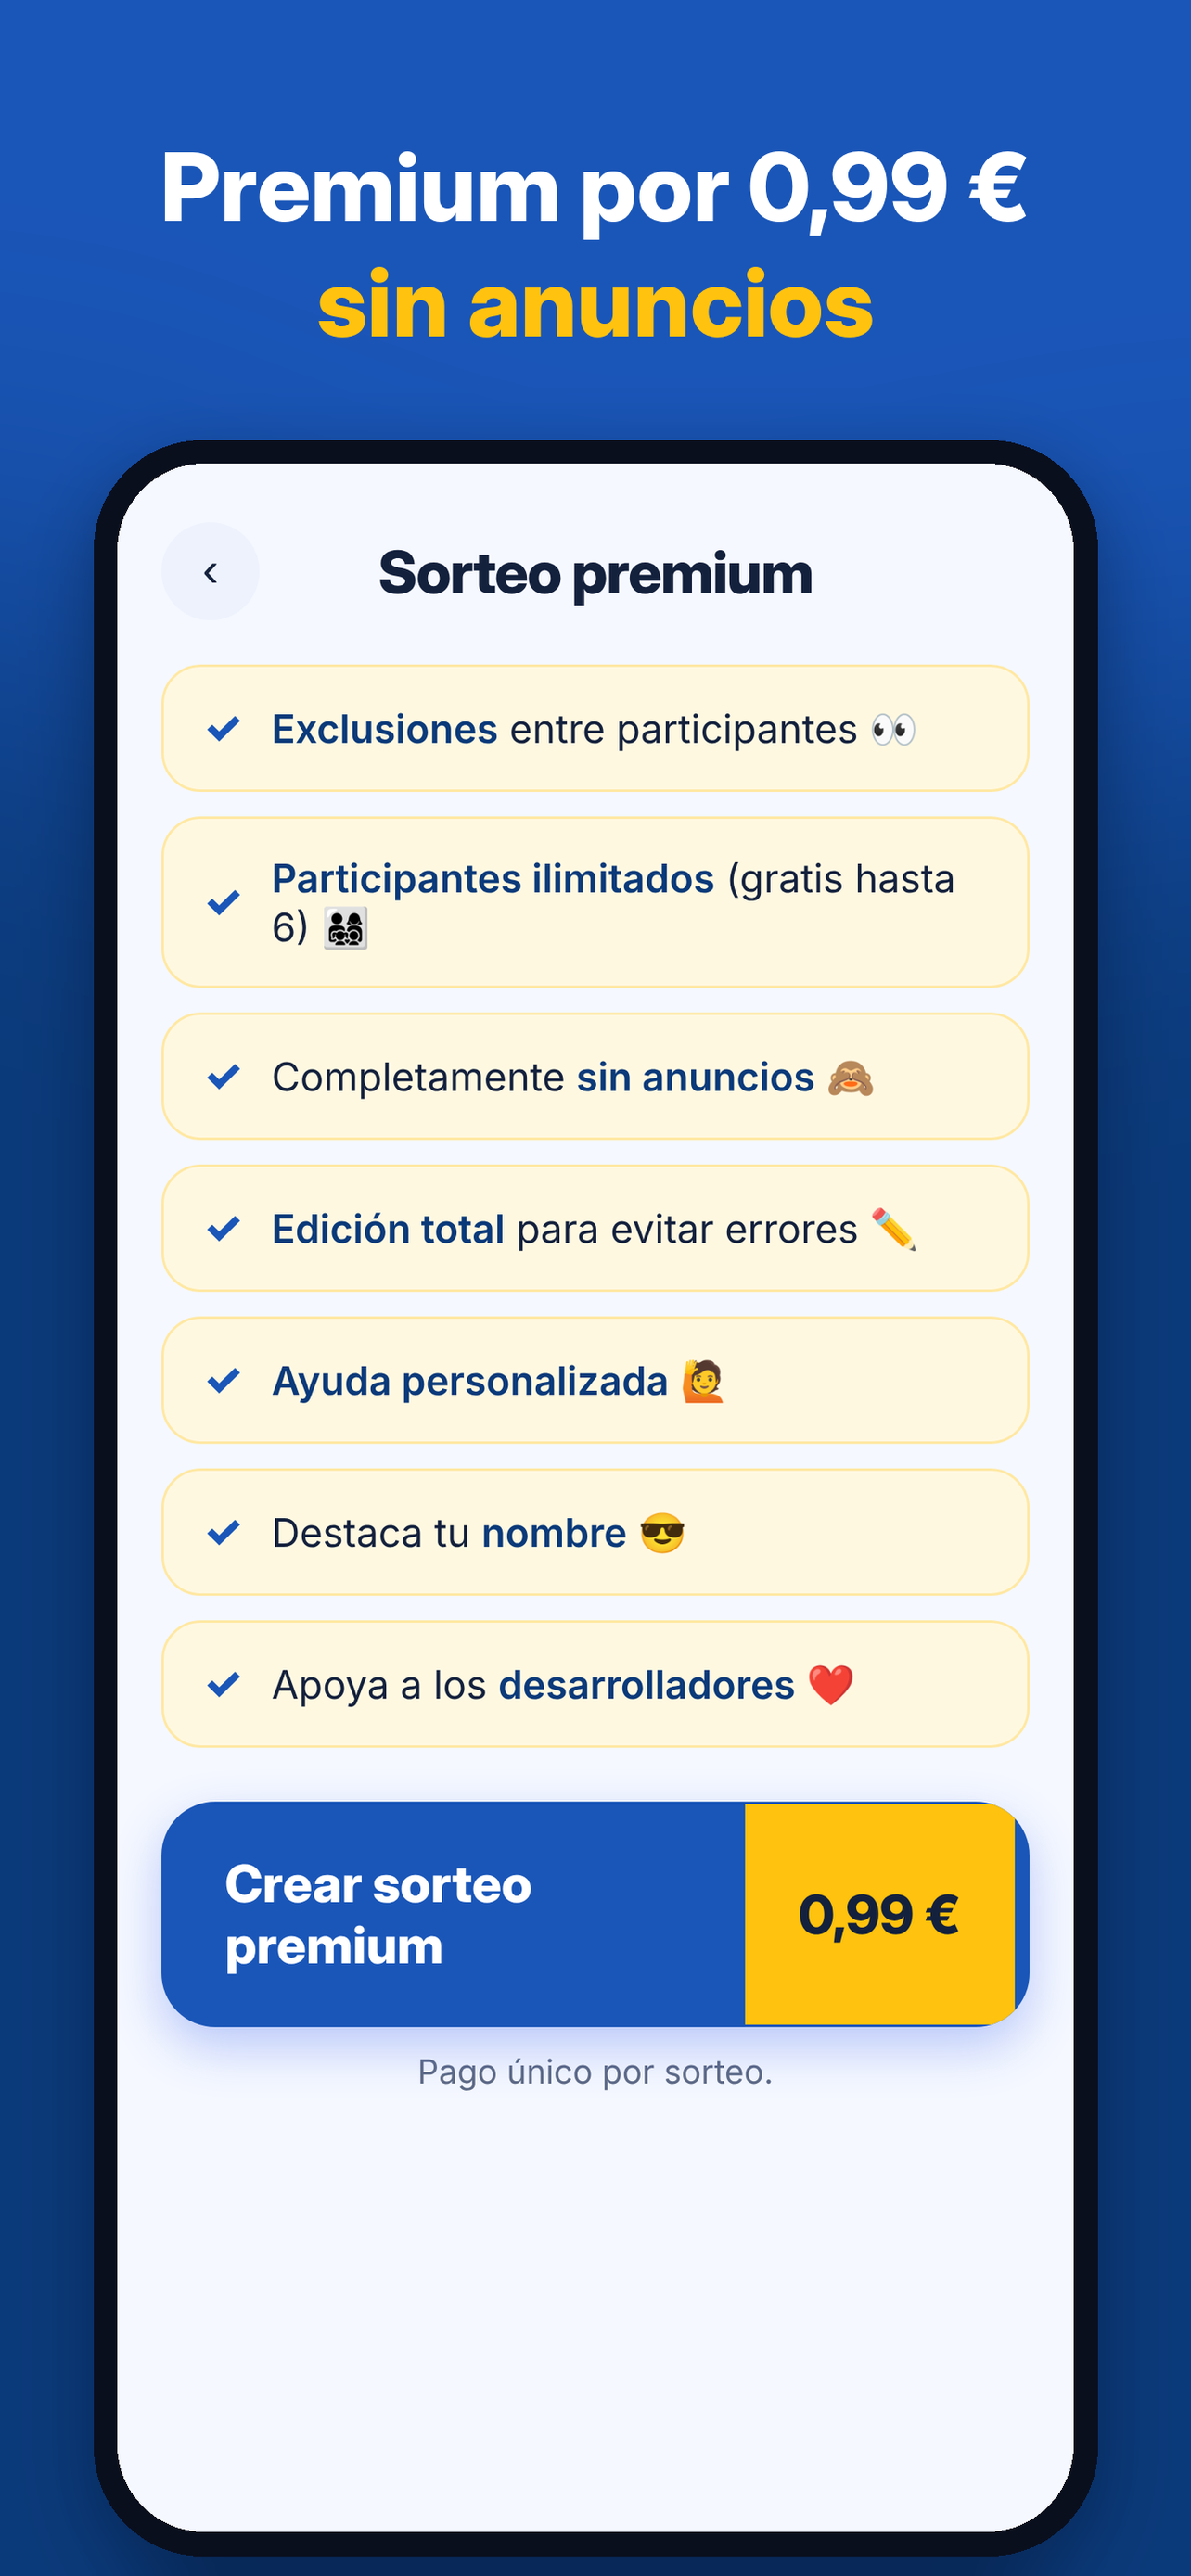 Premium por 0,99 €
sin anuncios
‹
Sorteo premium
Exclusiones entre participantes 👀
Participantes ilimitados (gratis hasta
6) 👨‍👩‍👧‍👦
Completamente sin anuncios 🙈
Edición total para evitar errores ✏️
Ayuda personalizada 🙋
Destaca tu nombre 😎
Apoya a los desarrolladores ❤️
Crear sorteo
premium
0,99 €
Pago único por sorteo.